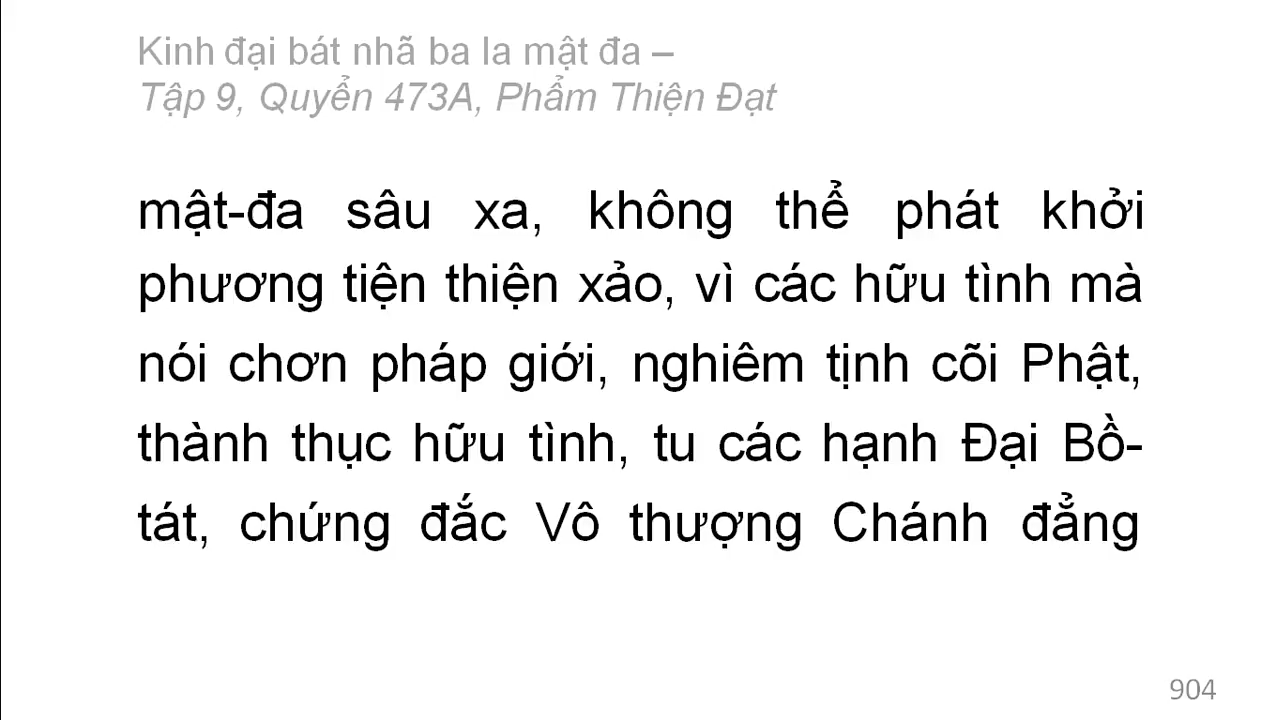 Kinh đại bát nhã ba la mật đa –
Tập 9, Quyển 473A, Phẩm Thiện Đạt
mật-đa sâu xa, không thể phát khởi
phương tiện thiện xảo, vì các hữu tình mà
nói chơn pháp giới, nghiêm tịnh cõi Phật,
thành thục hữu tình, tu các hạnh Đại Bồ-
tát, chứng đắc Vô thượng Chánh đẳng
904